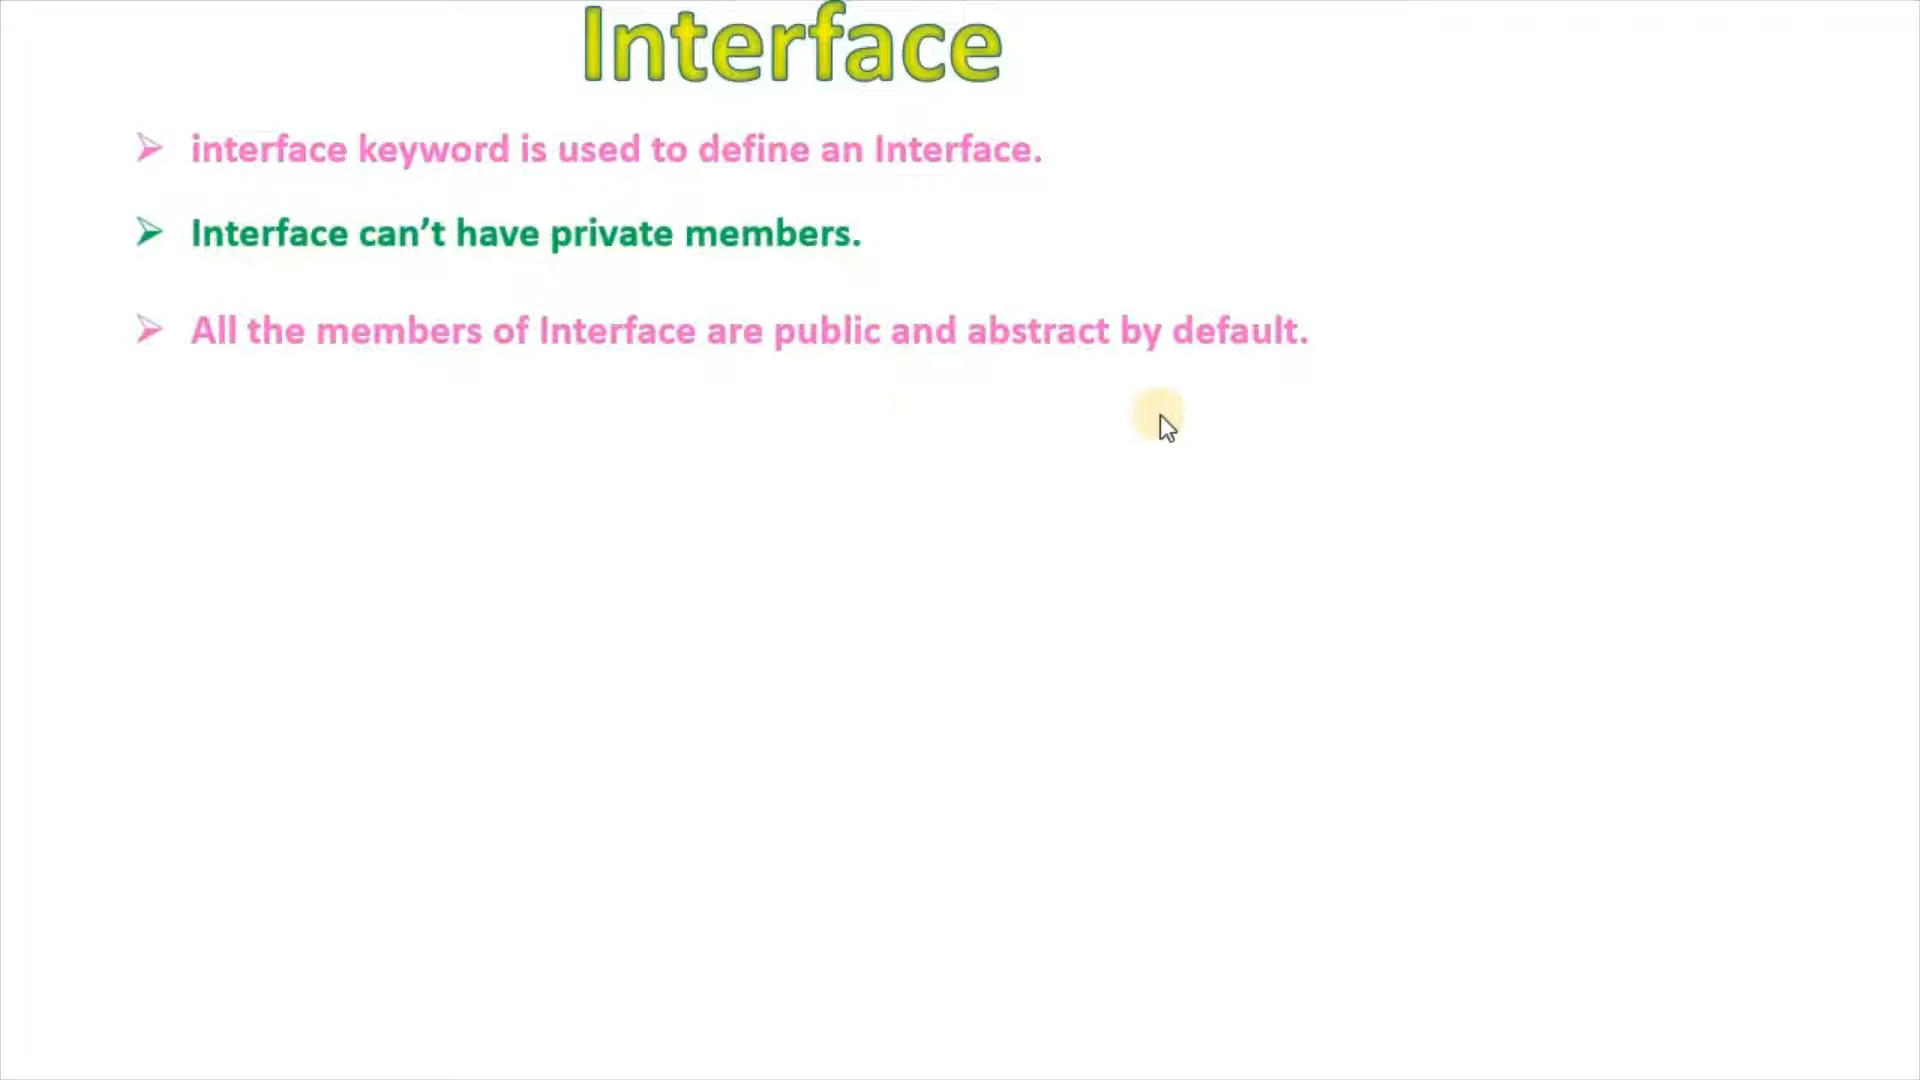 Interface
interface keyword is used to define an Interface.
Interface can’t have private members.
All the members of Interface are public and abstract by default.